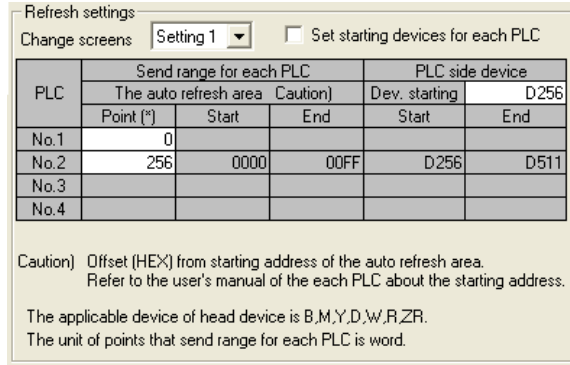 Refresh settings
Change screens Setting 1 Set starting devices for each PLC
PLC Send range for each PLC PLC side device
The auto refresh area Caution) Dev. starting D256
Point (*) Start End Start End
No.1 0
No.2 256 0000 00FF D256 D511
No.3
No.4
Caution) Offset (HEX) from starting address of the auto refresh area.
Refer to the user's manual of the each PLC about the starting address.
The applicable device of head device is B,M,Y,D,W,R,ZR.
The unit of points that send range for each PLC is word.